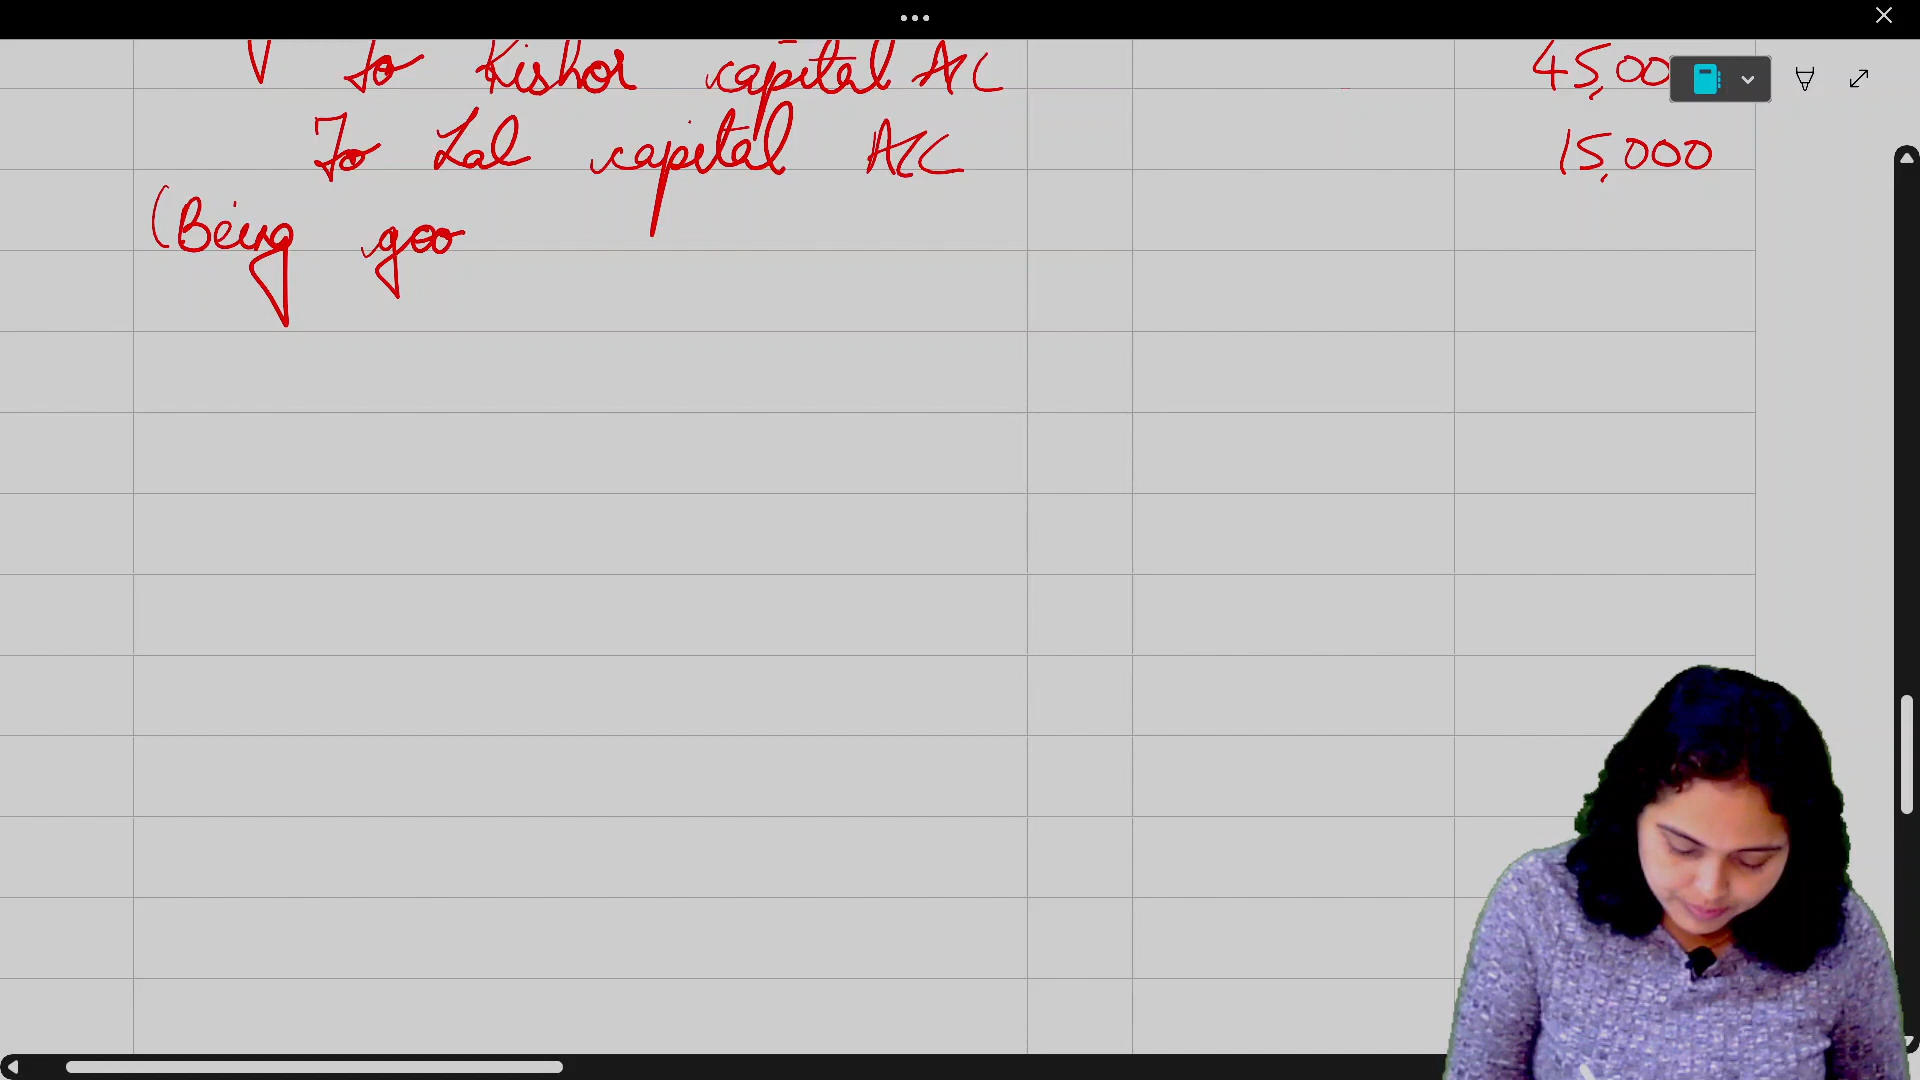 To Kishor capital A/C 45,00
To Lal capital A/C 15,000
(Being goo